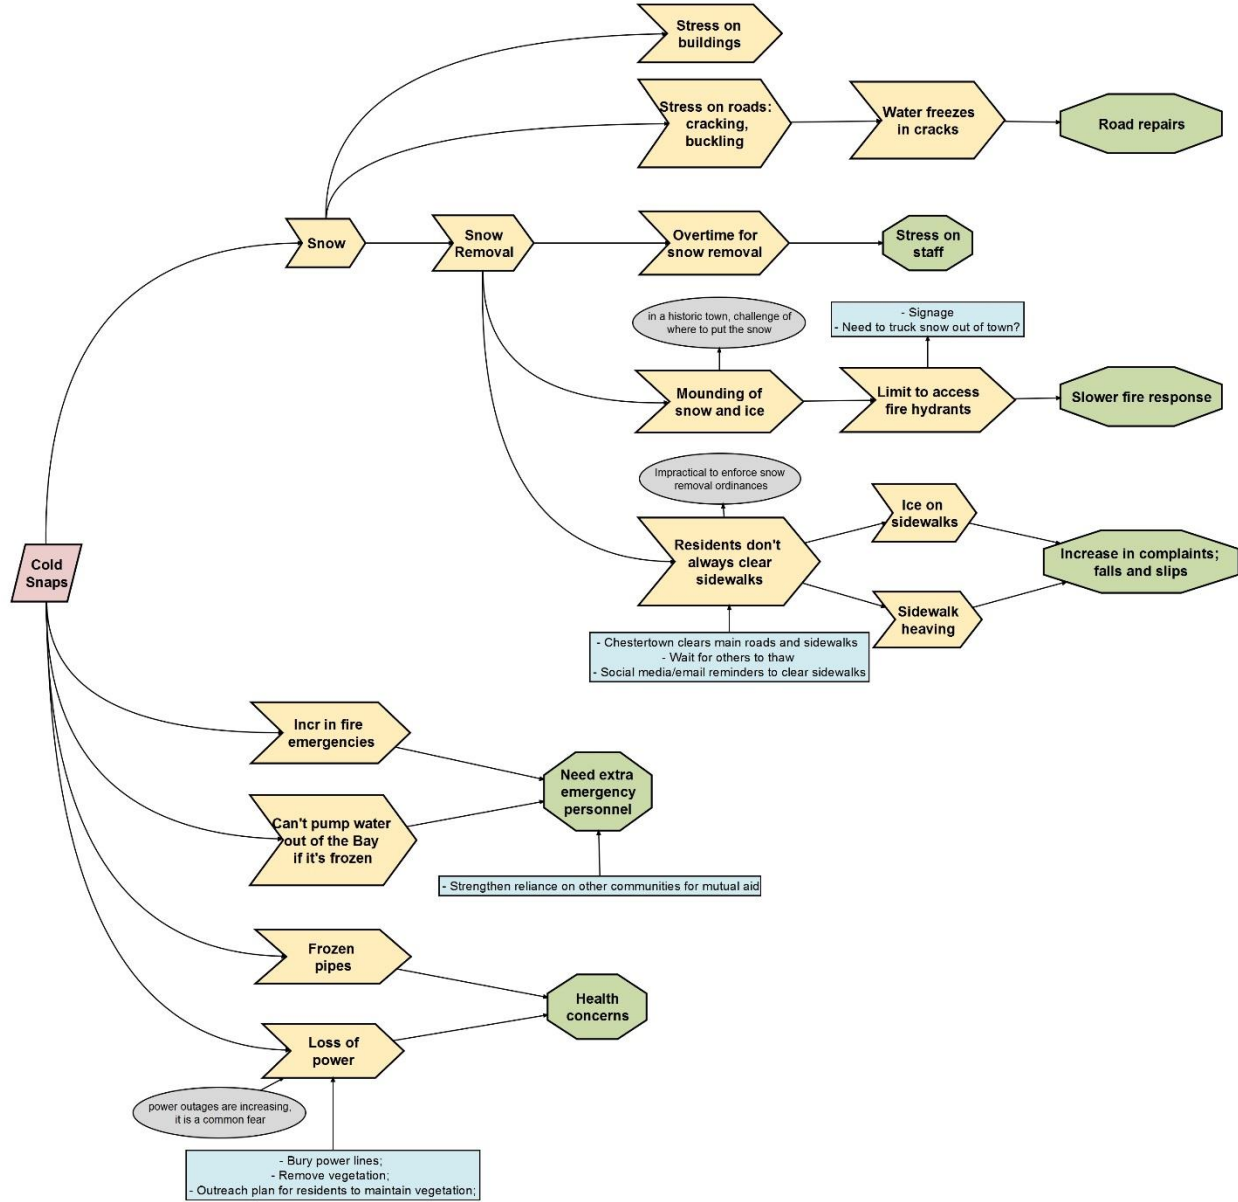 Stress on
buildings
Stress on roads:
cracking,
buckling
Water freezes
in cracks
Road repairs
Snow
Snow
Removal
Overtime for
snow removal
Stress on
staff
in a historic town, challenge of
where to put the snow
- Signage
- Need to truck snow out of town?
Mounding of
snow and ice
Limit to access
fire hydrants
Slower fire response
Impractical to enforce snow
removal ordinances
Residents don't
always clear
sidewalks
Ice on
sidewalks
Sidewalk
heaving
Increase in complaints;
falls and slips
Cold
Snaps
- Chestertown clears main roads and sidewalks
- Wait for others to thaw
- Social media/email reminders to clear sidewalks
Incr in fire
emergencies
Can't pump water
out of the Bay
if it's frozen
Need extra
emergency
personnel
- Strengthen reliance on other communities for mutual aid
Frozen
pipes
Health
concerns
Loss of
power
power outages are increasing,
it is a common fear
- Bury power lines;
- Remove vegetation;
- Outreach plan for residents to maintain vegetation;